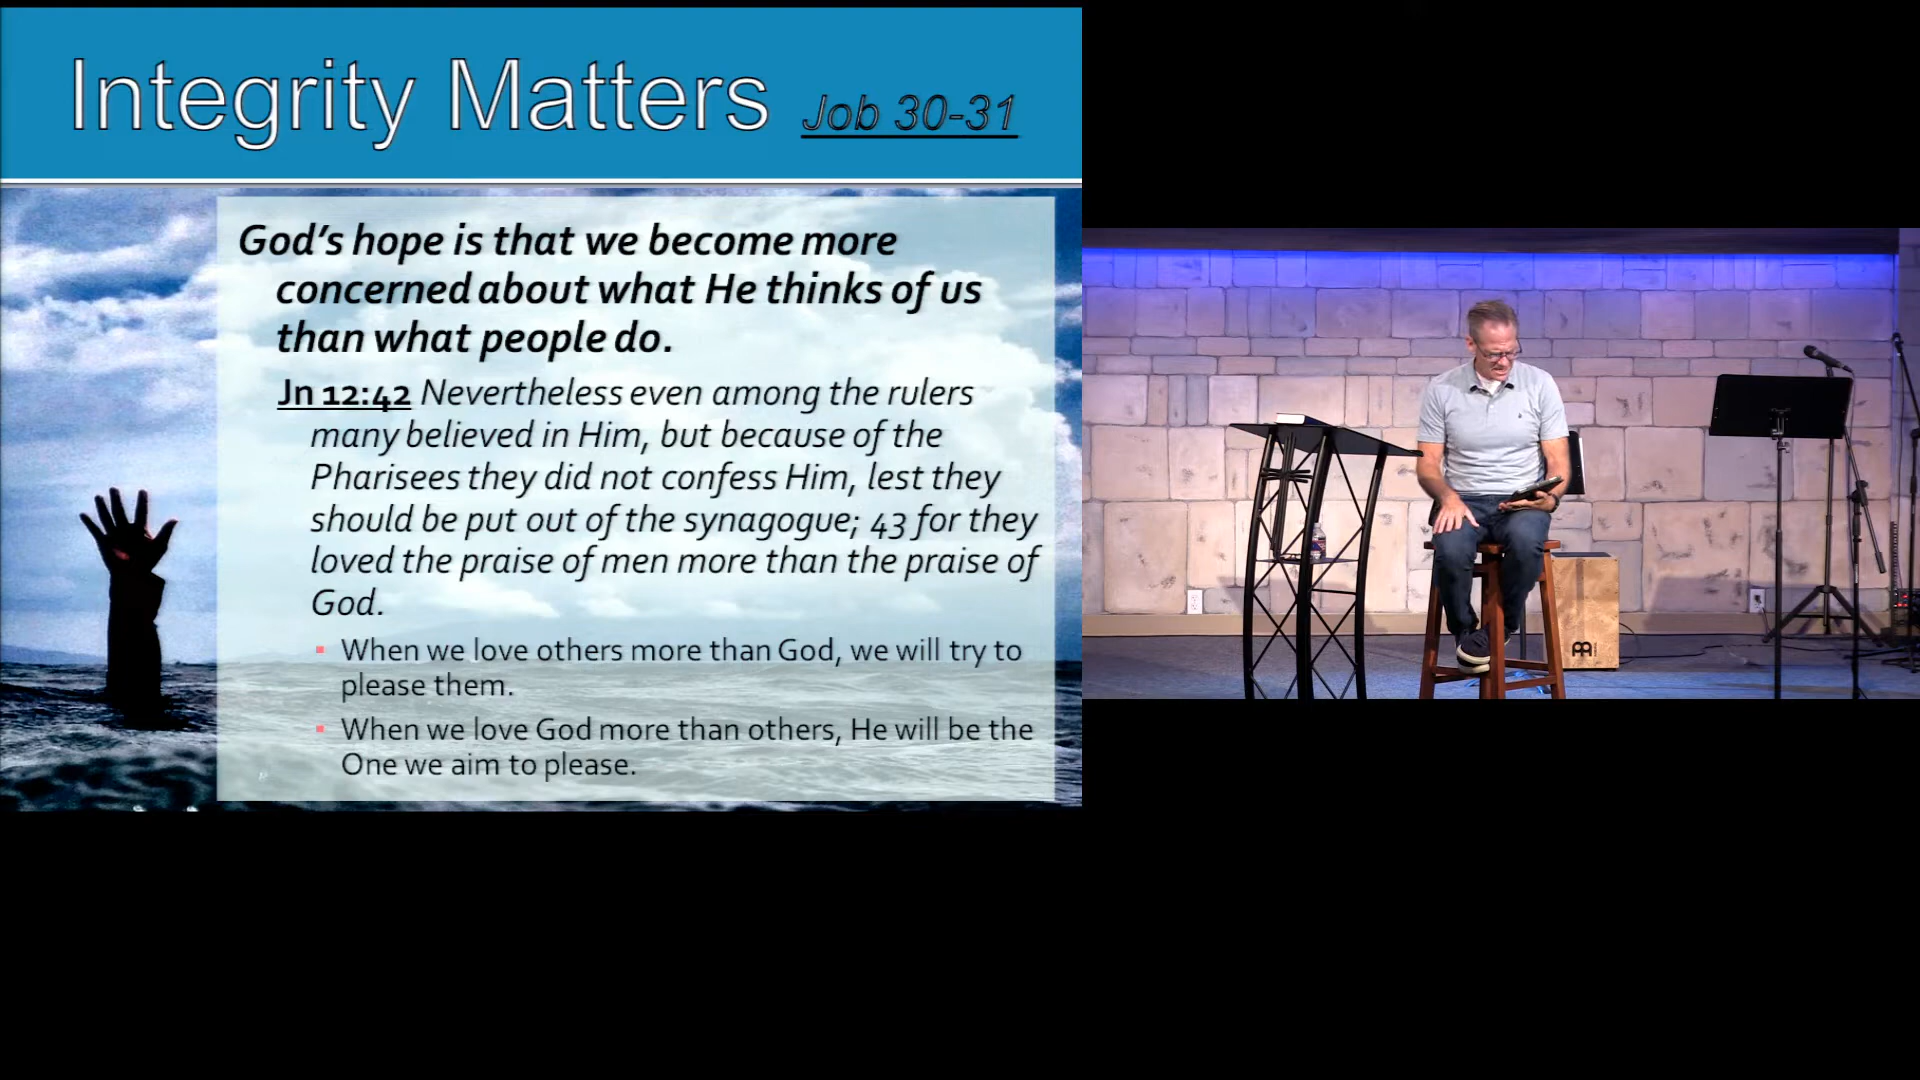 Integrity Matters Job 30-31
God's hope is that we become more
concerned about what He thinks of us
than what people do.
Jn 12:42 Nevertheless even among the rulers
many believed in Him, but because of the
Pharisees they did not confess Him, lest they
should be put out of the synagogue; 43 for they
loved the praise of men more than the praise of
God.
▪ When we love others more than God, we will try to
please them.
▪ When we love God more than others, He will be the
One we aim to please.